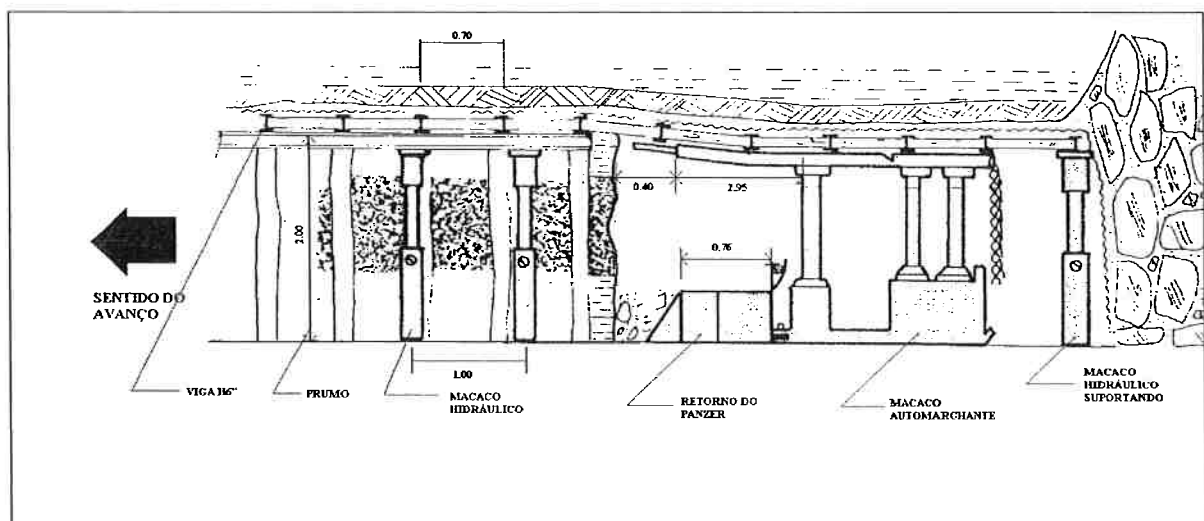 0.70
0.40
2.95
2.00
0.76
SENTIDO DO
AVANÇO
1.00
VIGA H6"
PRUMO
MACACO
HIDRÁULICO
RETORNO DO
PANZER
MACACO
AUTOMARCHANTE
MACACO
HIDRÁULICO
SUPORTANDO